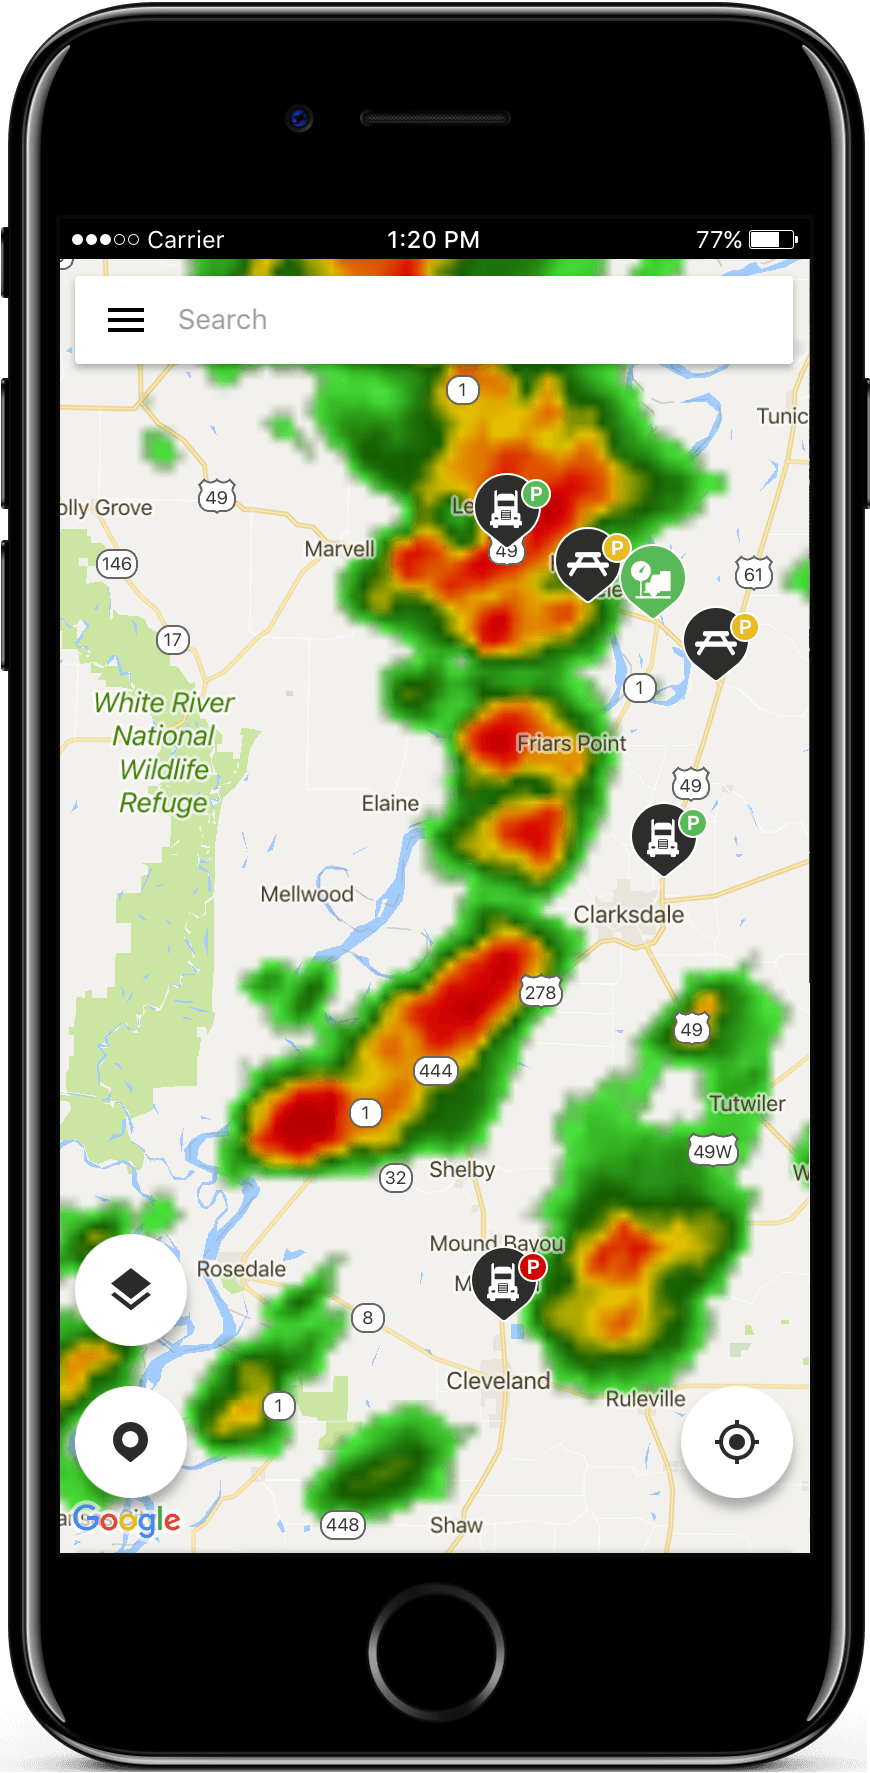 Carrier
1:20 PM
77%
Search
1
Tunic
49
olly Grove
Le
P
Marvell
49
P
146
61
17
P
1
White River
National
Wildlife
Refuge
Friars Point
49
Elaine
P
Mellwood
Clarksdale
278
49
444
Tutwiler
1
49W
Shelby
32
W
Mound Bayou
P
M
Rosedale
8
Cleveland
Ruleville
1
Google
448
Shaw